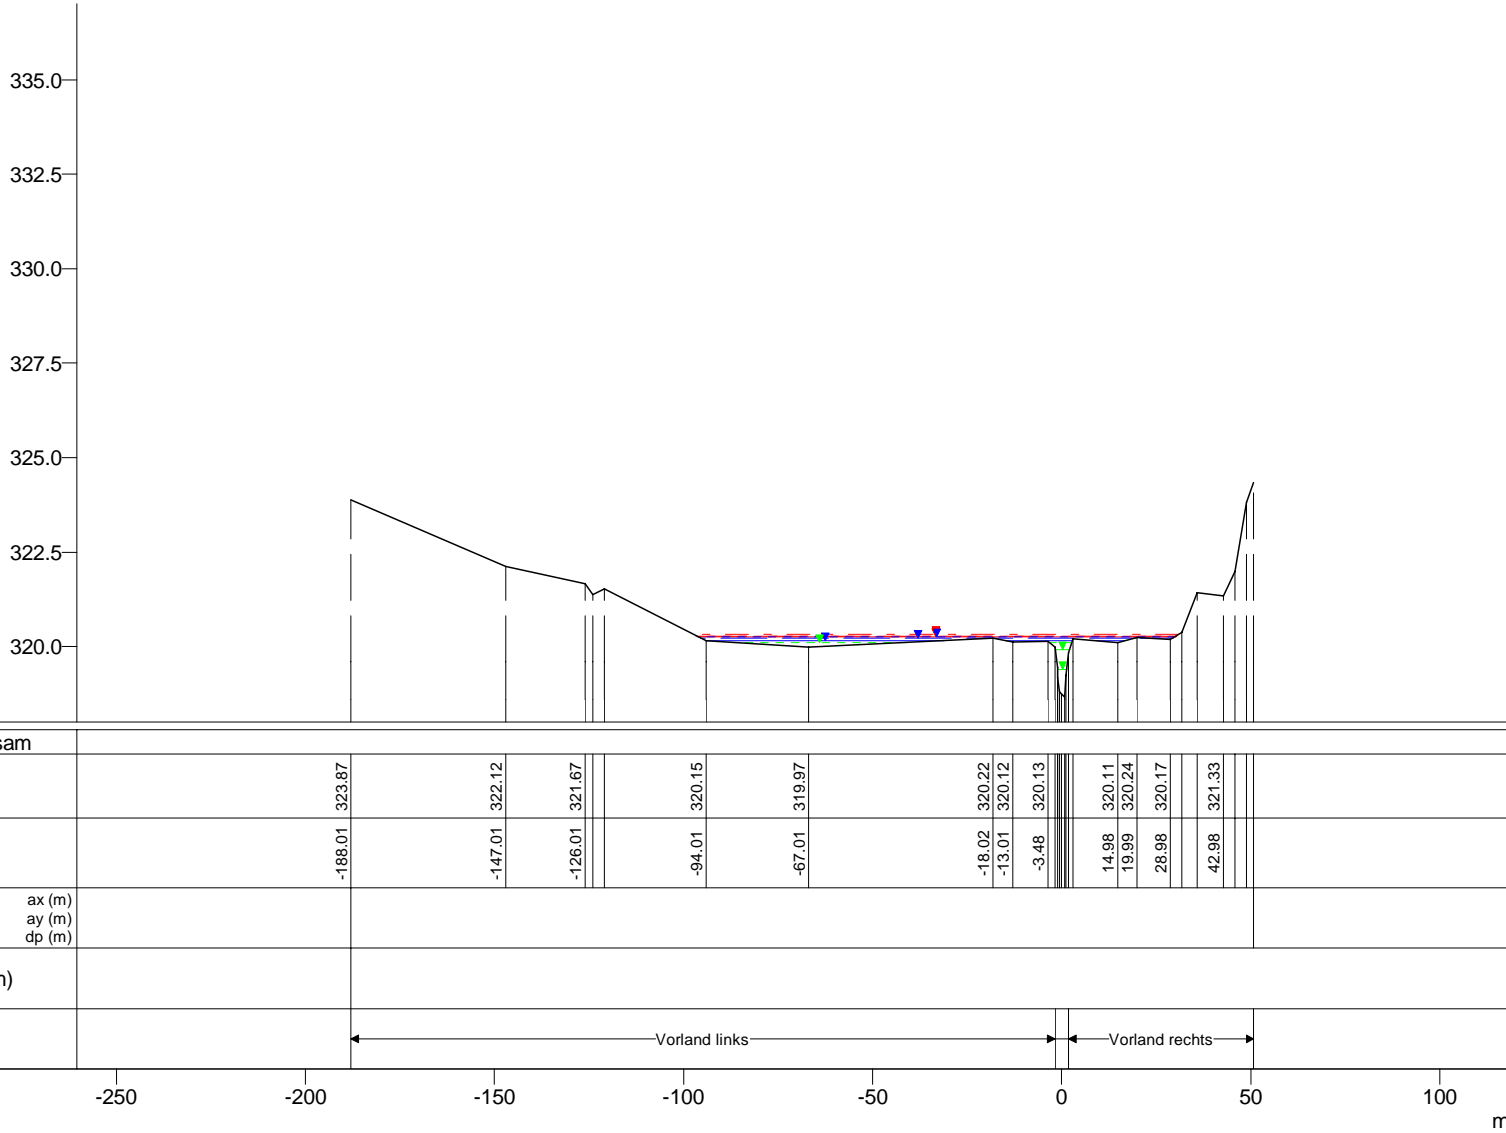 335.0
332.5
330.0
327.5
325.0
322.5
320.0
sam
323.87 322.12 321.67 320.15 319.97 320.22 320.12 320.13 320.11 320.24 320.17 321.33
-188.01 -147.01 -126.01 -94.01 -67.01 -18.02 -13.01 -3.48 14.98 19.99 28.98 42.98
ax (m)
ay (m)
dp (m)
n)
Vorland links Vorland rechts
-250 -200 -150 -100 -50 0 50 100
m